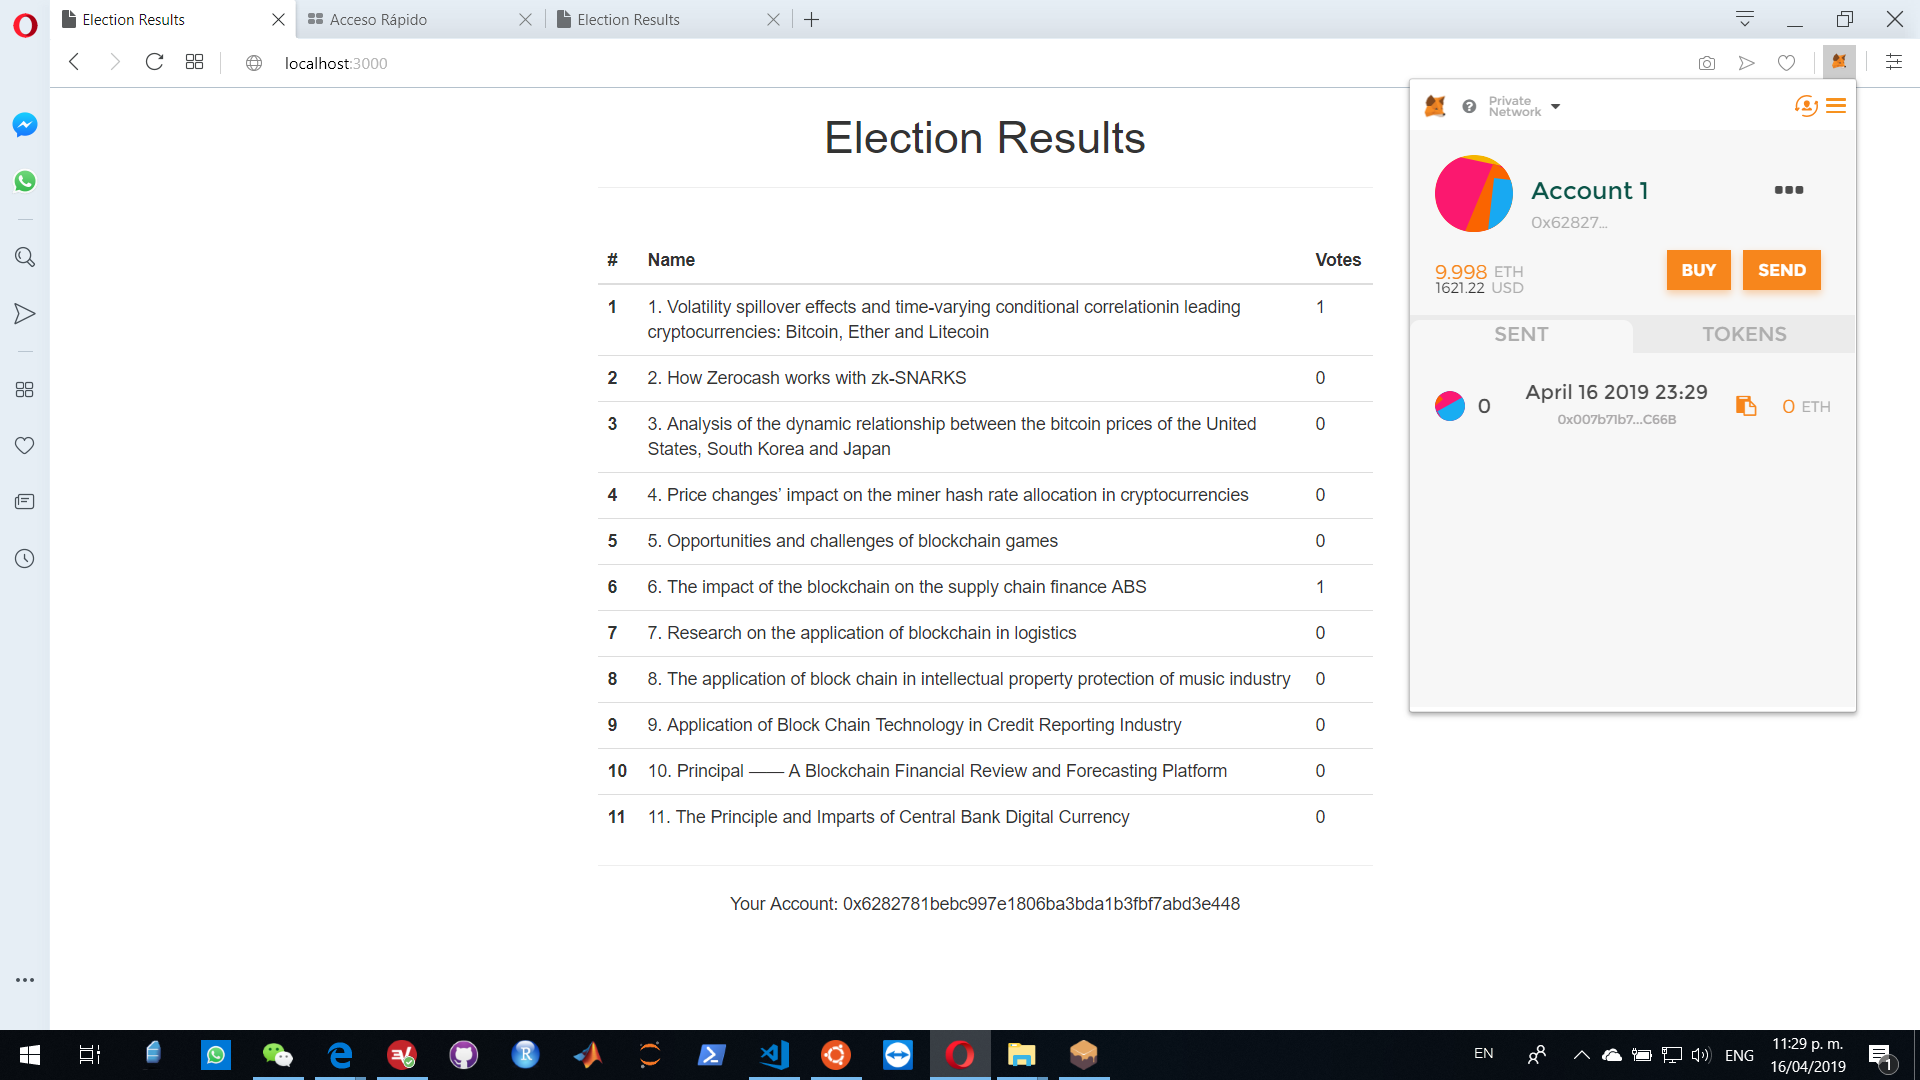 Election Results
Acceso Rápido
Election Results
localhost:3000
Election Results
# Name Votes
1 1. Volatility spillover effects and time-varying conditional correlationin leading 1
cryptocurrencies: Bitcoin, Ether and Litecoin
2 2. How Zerocash works with zk-SNARKS 0
3 3. Analysis of the dynamic relationship between the bitcoin prices of the United 0
States, South Korea and Japan
4 4. Price changes’ impact on the miner hash rate allocation in cryptocurrencies 0
5 5. Opportunities and challenges of blockchain games 0
6 6. The impact of the blockchain on the supply chain finance ABS 1
7 7. Research on the application of blockchain in logistics 0
8 8. The application of block chain in intellectual property protection of music industry 0
9 9. Application of Block Chain Technology in Credit Reporting Industry 0
10 10. Principal —— A Blockchain Financial Review and Forecasting Platform 0
11 11. The Principle and Imparts of Central Bank Digital Currency 0
Your Account: 0x6282781bebc997e1806ba3bda1b3fbf7abd3e448
Private
Network
Account 1
0x62827...
9.998 ETH
1621.22 USD
BUY
SEND
SENT
TOKENS
0
April 16 2019 23:29
0x007b71b7...C66B
0 ETH
EN
ENG
11:29 p. m.
16/04/2019
1